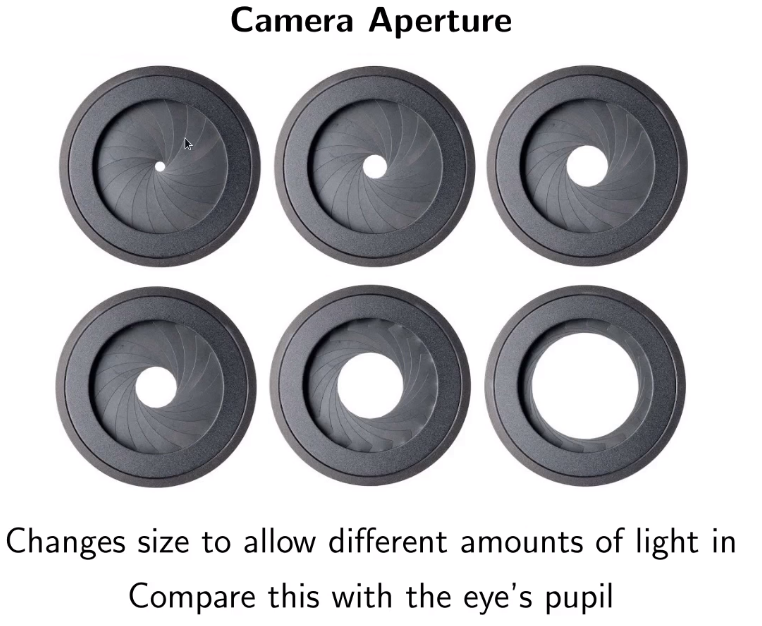 Camera Aperture
Changes size to allow different amounts of light in
Compare this with the eye's pupil